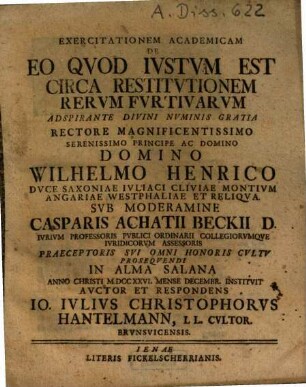 A. Diss. 622
EXERCITATIONEM ACADEMICAM
DE
EO QVOD IVSTVM EST
CIRCA RESTITVTIONEM
RERVM FVRTIVARVM
ADSPIRANTE DIVINI NVMINIS GRATIA
RECTORE MAGNIFICENTISSIMO
SERENISSIMO PRINCIPE AC DOMINO
DOMINO
WILHELMO HENRICO
DVCE SAXONIAE IVLIACI CLIVIAE MONTIVM
ANGARIAE WESTPHALIAE ET RELIQVA
SVB MODERAMINE
CASPARIS ACHATII BECKII D.
IVRIVM PROFESSORIS PVBLICI ORDINARII COLLEGIORVMQVE
IVRIDICORVM ASSESSORIS
PRAECEPTORIS SVI OMNI HONORIS CVLTV
PROSEQVENDI
IN ALMA SALANA
ANNO CHRISTI M.DCC.XXVI. MENSE DECEMBR. INSTITVIT
AVCTOR ET RESPONDENS
IO. IVLIVS CHRISTOPHORVS
HANTELMANN, I. L. CVLTOR.
BRVNSVICENSIS.
IENAE
LITERIS FICKELSCHERRIANIS.